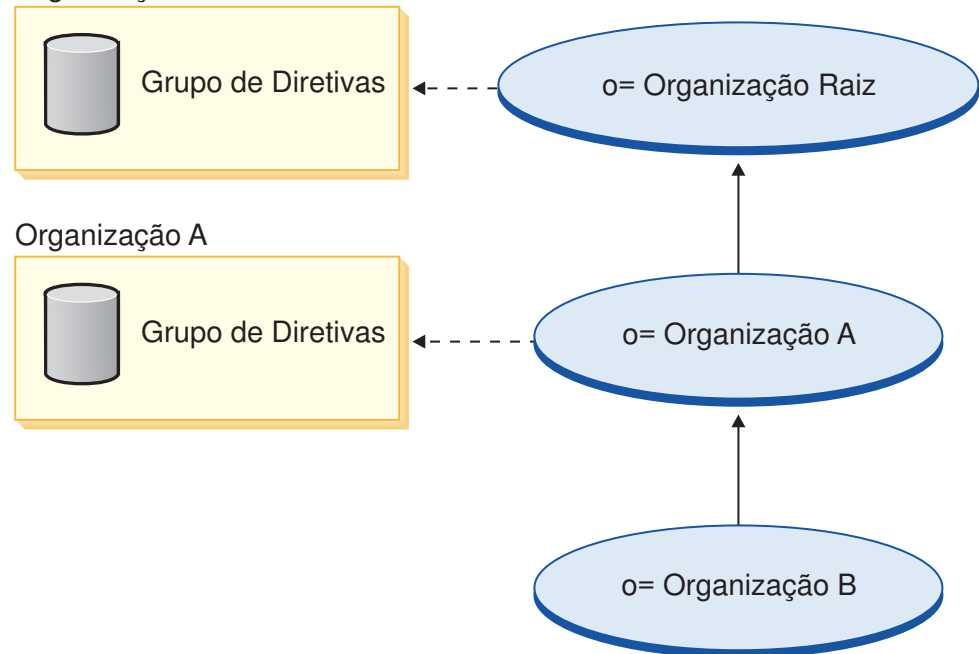 Grupo de Diretivas
o= Organização Raiz
Organização A
Grupo de Diretivas
o= Organização A
o= Organização B